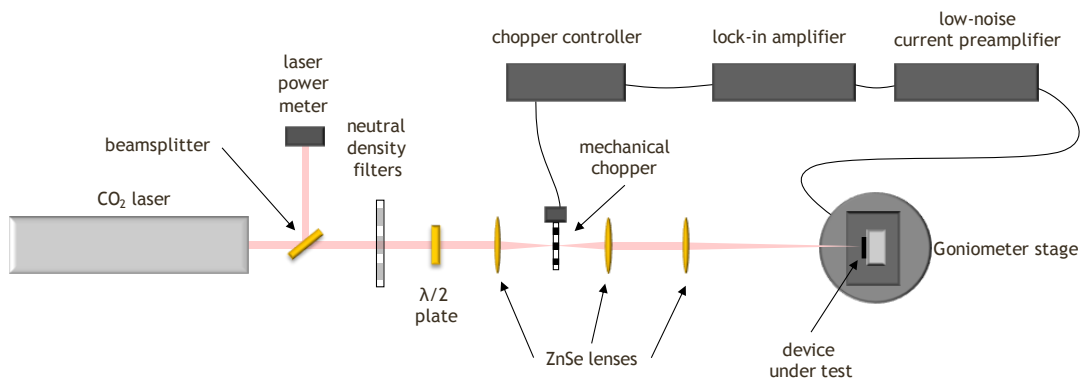 chopper controller
lock-in amplifier
low-noise
current preamplifier
laser
power
meter
beamsplitter
neutral
density
filters
mechanical
chopper
CO₂ laser
Goniometer stage
λ/2
plate
ZnSe lenses
device
under test